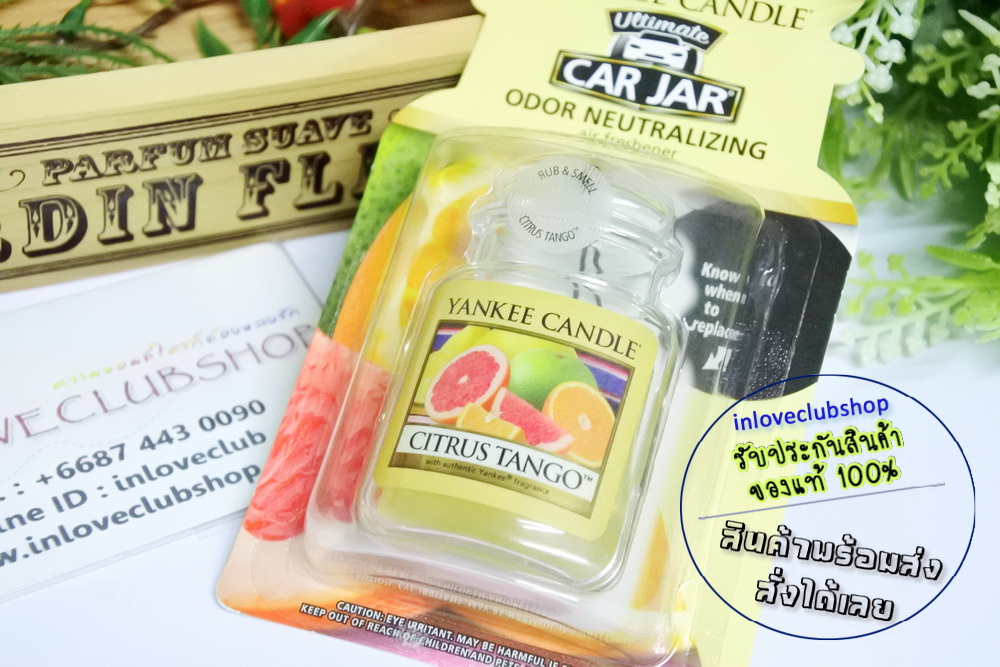 E CANDLE®
Ultimate
CAR JAR®
ODOR NEUTRALIZING
air freshener
PARFUM SUAVE
DIN FL
RUB & SMELL
CITRUS TANGO™
Know
when
to
replace
YANKEE CANDLE®
CITRUS TANGO™
with authentic Yankee® fragrance
VECLUBSHOP
.: +6687 443 0090
ine ID : inloveclub
w.inloveclubshop
inloveclubshop
รับประกันสินค้า
ของแท้ 100%
สินค้าพร้อมส่ง
สั่งได้เลย
CAUTION: EYE IRRITANT. MAY BE HARMFUL IF
KEEP OUT OF REACH OF CHILDREN AND PETS